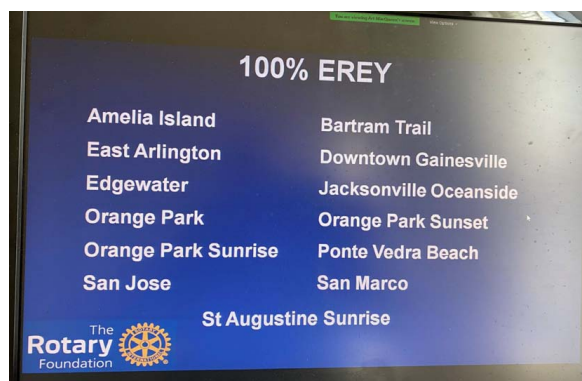 100% EREY
Amelia Island
Bartram Trail
East Arlington
Downtown Gainesville
Edgewater
Jacksonville Oceanside
Orange Park
Orange Park Sunset
Orange Park Sunrise
Ponte Vedra Beach
San Jose
San Marco
St Augustine Sunrise
The
Rotary
Foundation